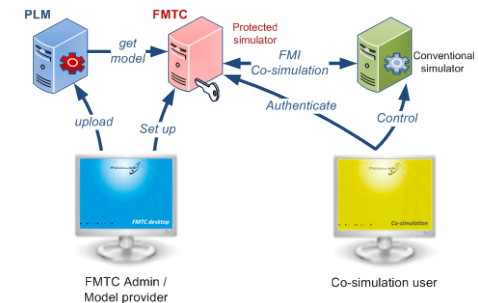 PLM
FMTC
Protected
simulator
get
model
FMI
Co-simulation
Conventional
simulator
Authenticate
upload
Set up
Control
FMTC desktop
Co-simulation
FMTC Admin /
Model provider
Co-simulation user